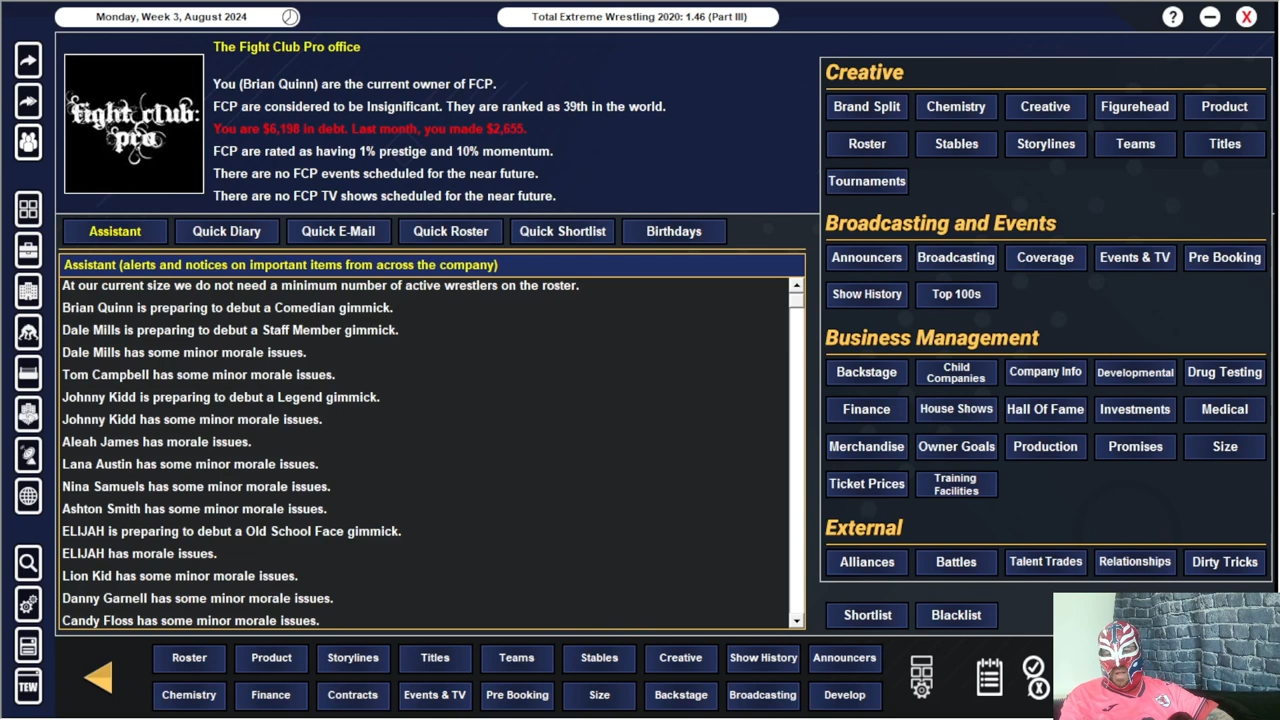 Monday, Week 3, August 2024
Total Extreme Wrestling 2020: 1.46 (Part III)
?
X
The Fight Club Pro office
fight club:
pro
You (Brian Quinn) are the current owner of FCP.
FCP are considered to be Insignificant. They are ranked as 39th in the world.
You are $6,198 in debt. Last month, you made $2,655.
FCP are rated as having 1% prestige and 10% momentum.
There are no FCP events scheduled for the near future.
There are no FCP TV shows scheduled for the near future.
Assistant
Quick Diary
Quick E-Mail
Quick Roster
Quick Shortlist
Birthdays
Assistant (alerts and notices on important items from across the company)
At our current size we do not need a minimum number of active wrestlers on the roster.
Brian Quinn is preparing to debut a Comedian gimmick.
Dale Mills is preparing to debut a Staff Member gimmick.
Dale Mills has some minor morale issues.
Tom Campbell has some minor morale issues.
Johnny Kidd is preparing to debut a Legend gimmick.
Johnny Kidd has some minor morale issues.
Aleah James has morale issues.
Lana Austin has some minor morale issues.
Nina Samuels has some minor morale issues.
Ashton Smith has some minor morale issues.
ELIJAH is preparing to debut a Old School Face gimmick.
ELIJAH has morale issues.
Lion Kid has some minor morale issues.
Danny Garnell has some minor morale issues.
Candy Floss has some minor morale issues.
Creative
Brand Split
Chemistry
Creative
Figurehead
Product
Roster
Stables
Storylines
Teams
Titles
Tournaments
Broadcasting and Events
Announcers
Broadcasting
Coverage
Events & TV
Pre Booking
Show History
Top 100s
Business Management
Backstage
Child
Companies
Company Info
Developmental
Drug Testing
Finance
House Shows
Hall Of Fame
Investments
Medical
Merchandise
Owner Goals
Production
Promises
Size
Ticket Prices
Training
Facilities
External
Alliances
Battles
Talent Trades
Relationships
Dirty Tricks
Shortlist
Blacklist
Roster
Product
Storylines
Titles
Teams
Stables
Creative
Show History
Announcers
Chemistry
Finance
Contracts
Events & TV
Pre Booking
Size
Backstage
Broadcasting
Develop
TEW